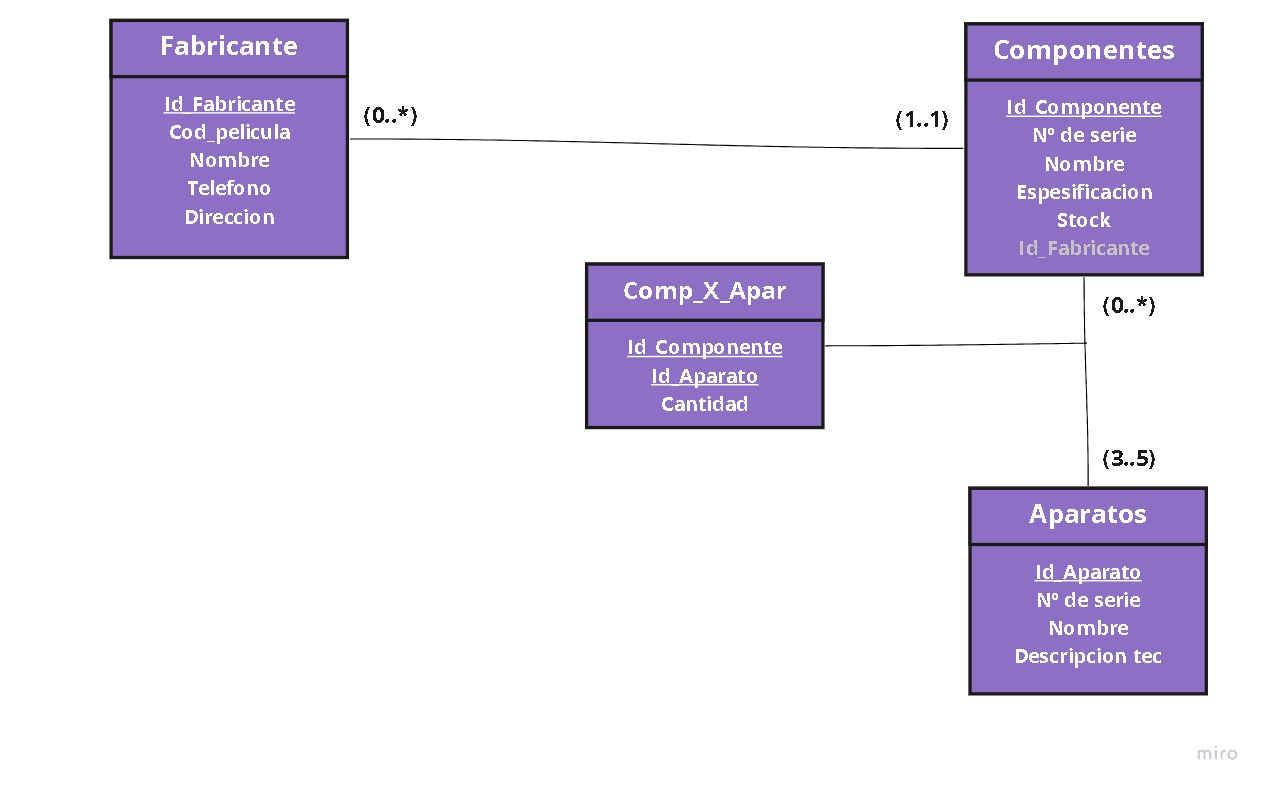 Fabricante
Id_Fabricante
Cod_pelicula
Nombre
Telefono
Direccion
(0..*)
(1..1)
Componentes
Id_Componente
Nº de serie
Nombre
Espesificacion
Stock
Id_Fabricante
(0..*)
Comp_X_Apar
Id_Componente
Id_Aparato
Cantidad
(3..5)
Aparatos
Id_Aparato
Nº de serie
Nombre
Descripcion tec
miro